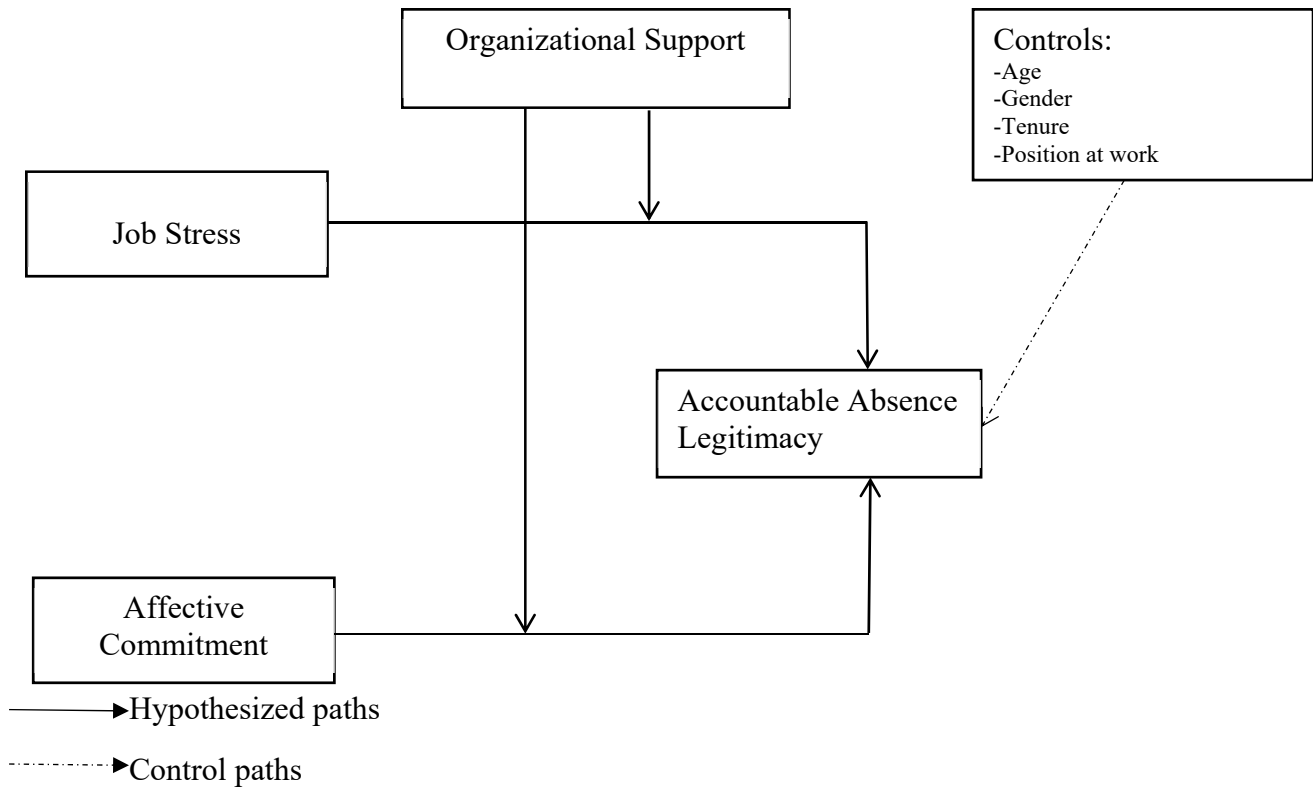 Organizational Support
Controls:
-Age
-Gender
-Tenure
-Position at work
Job Stress
Accountable Absence
Legitimacy
Affective
Commitment
Hypothesized paths
Control paths